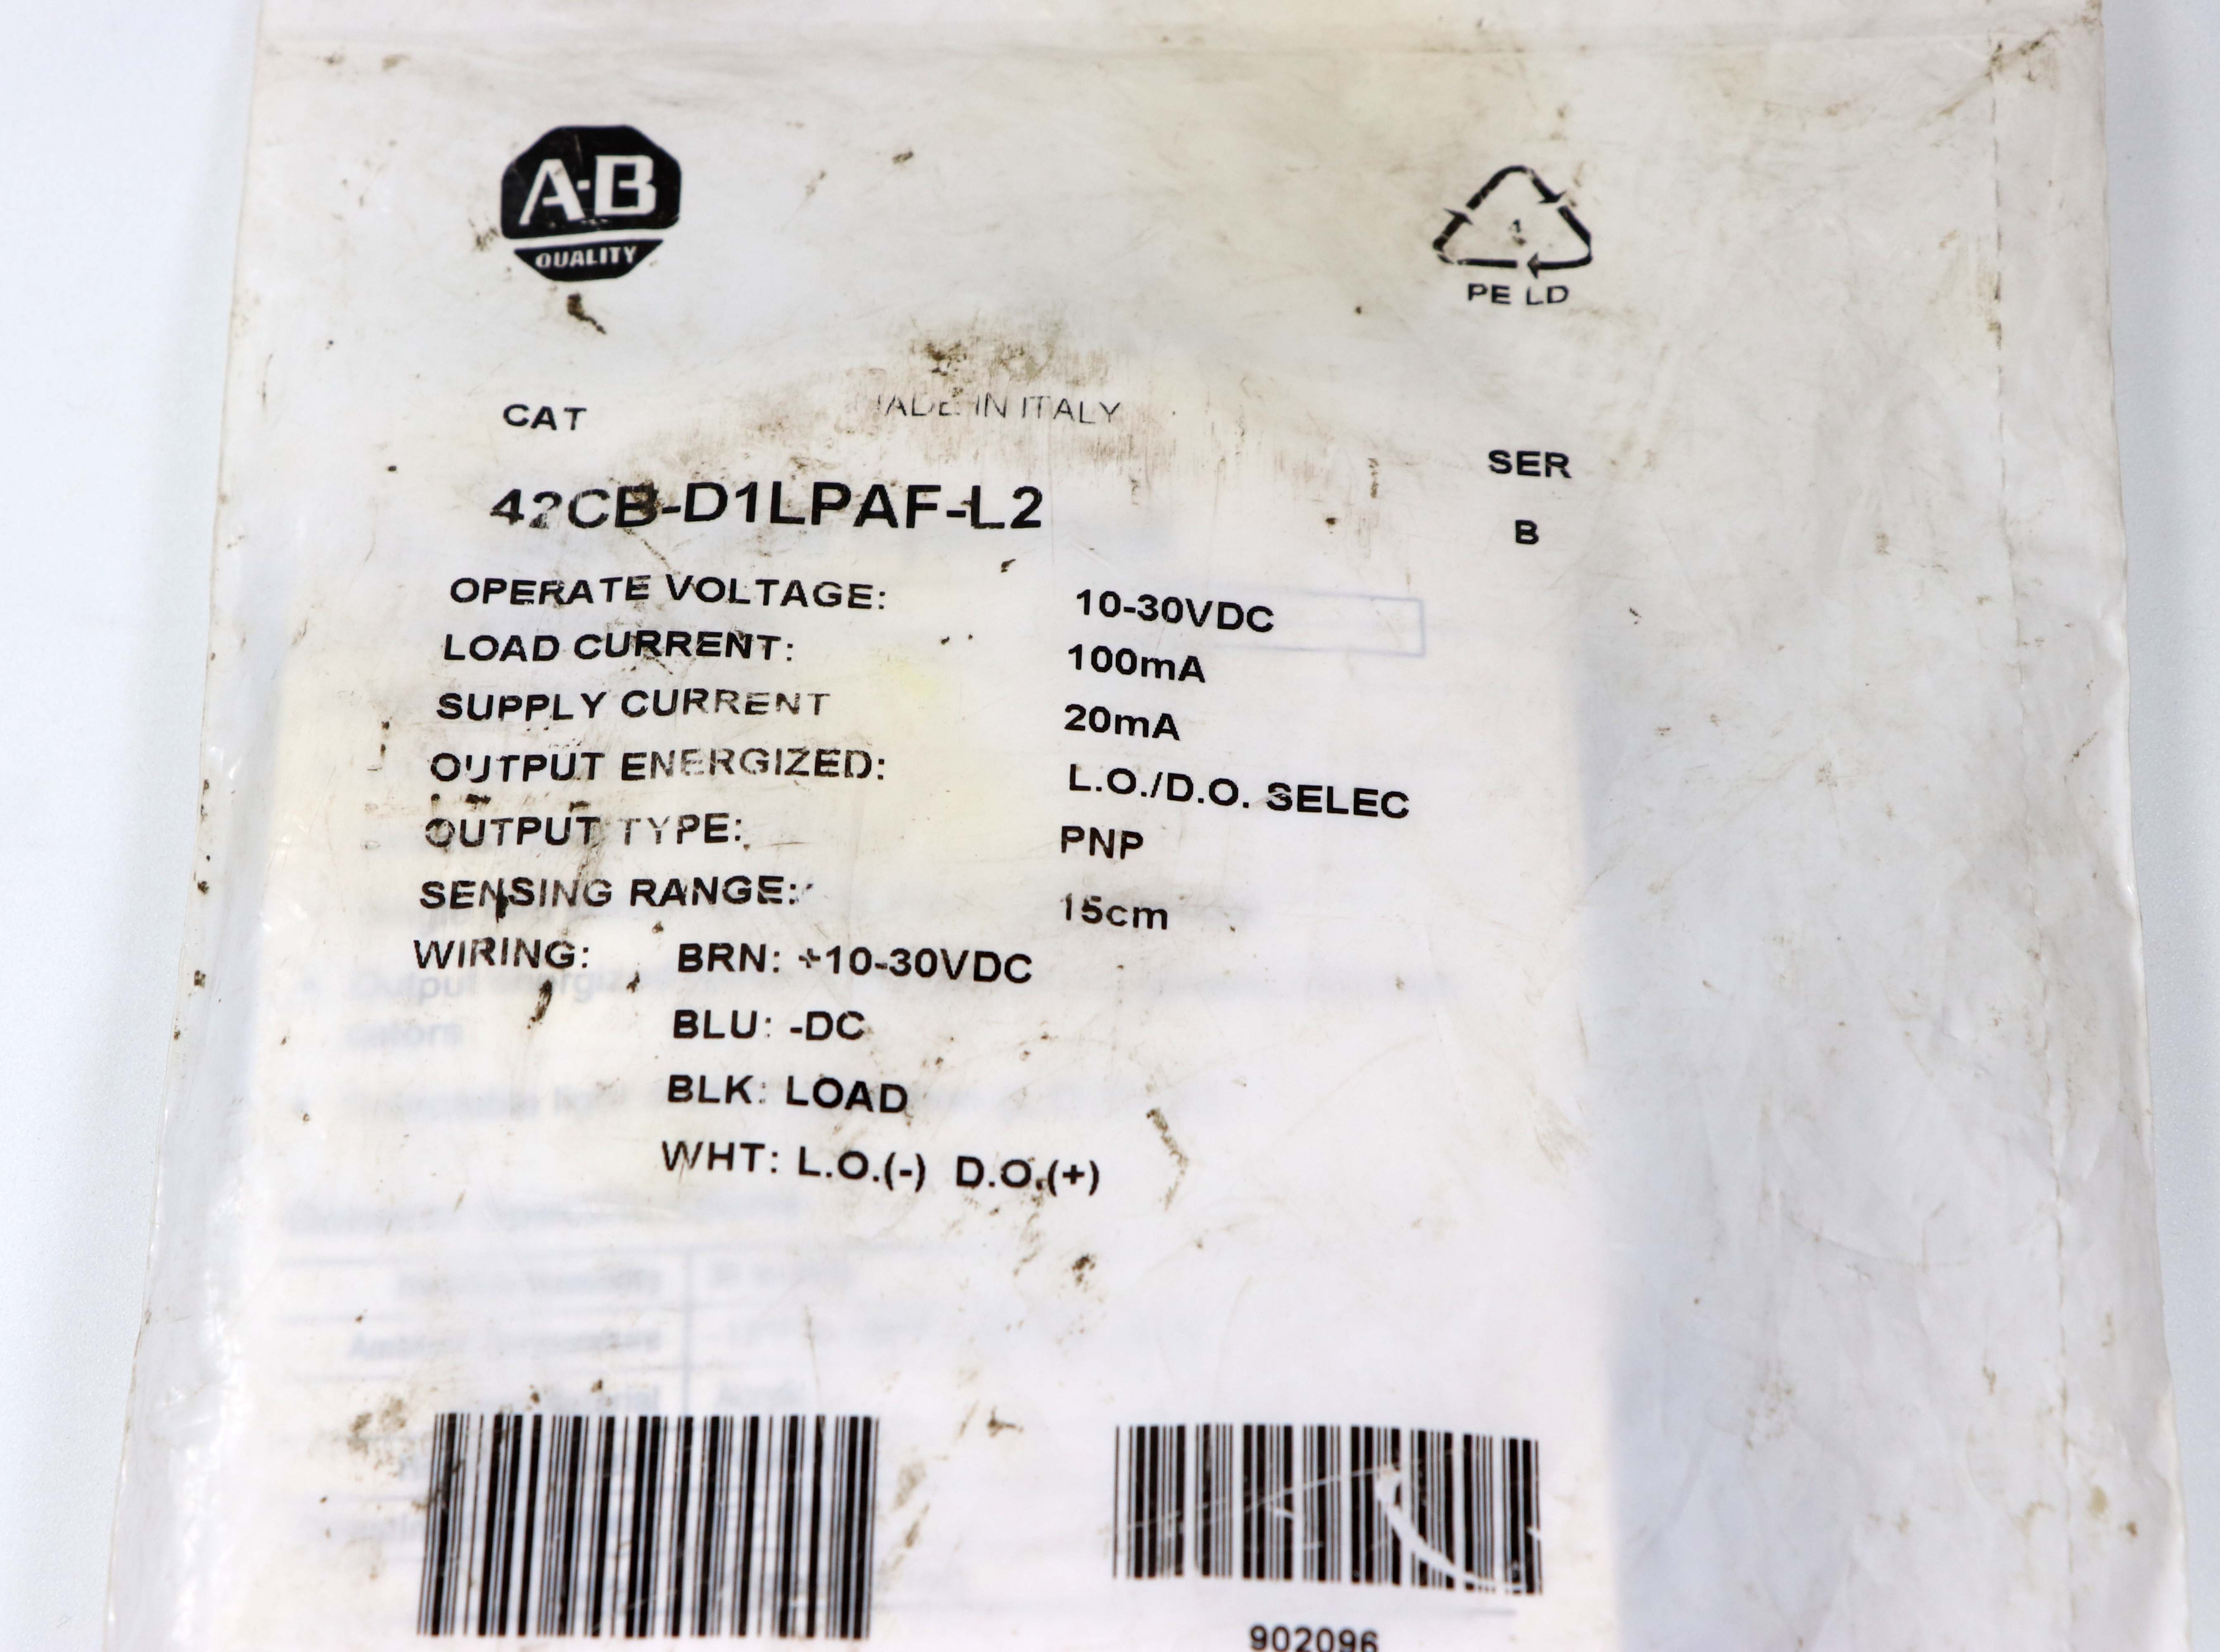 A-B
QUALITY
4
PE LD
CAT
MADE IN ITALY
SER
42CB-D1LPAF-L2
B
OPERATE VOLTAGE: 10-30VDC
LOAD CURRENT: 100mA
SUPPLY CURRENT 20mA
OUTPUT ENERGIZED: L.O./D.O. SELEC
OUTPUT TYPE: PNP
SENSING RANGE: 15cm
WIRING: BRN: +10-30VDC
BLU: -DC
BLK: LOAD
WHT: L.O.(-) D.O.(+)
902096